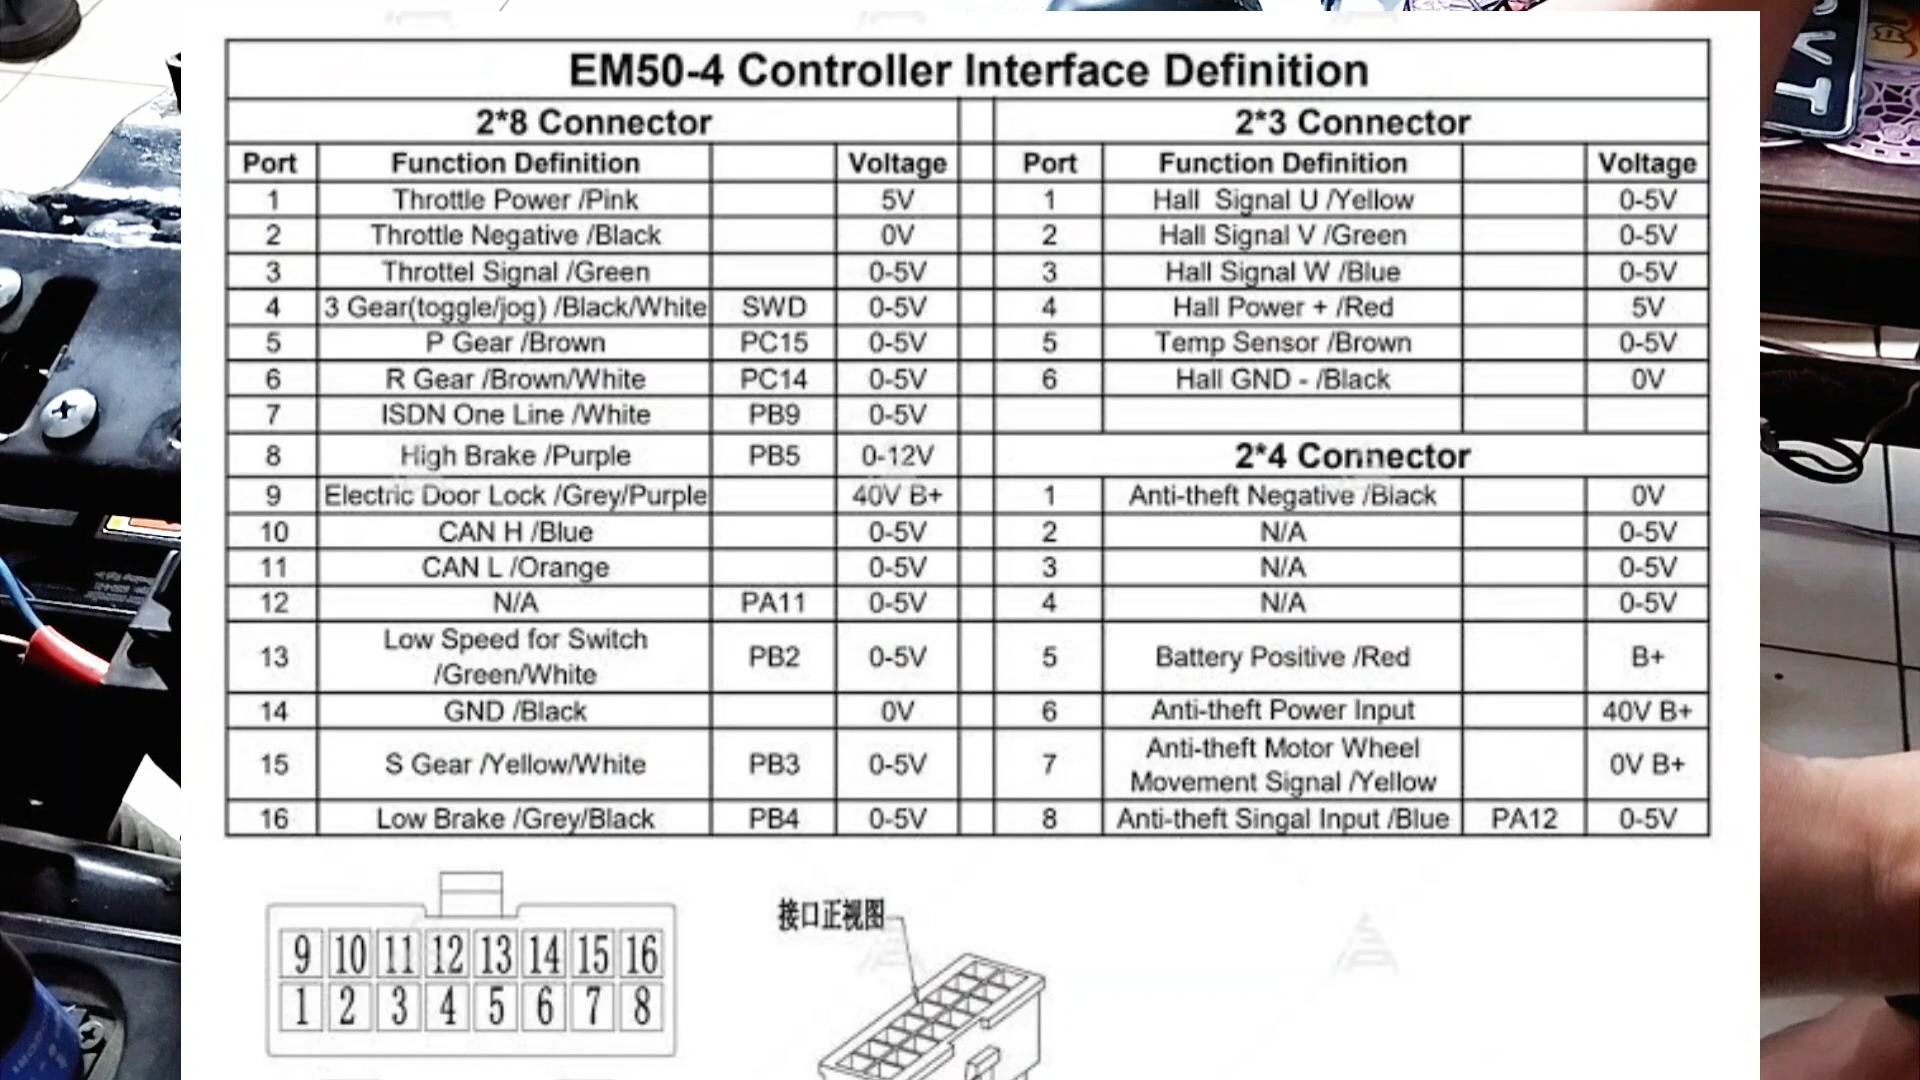 EM50-4 Controller Interface Definition
2*8 Connector
Port Function Definition Voltage
1 Throttle Power /Pink 5V
2 Throttle Negative /Black 0V
3 Throttel Signal /Green 0-5V
4 3 Gear(toggle/jog) /Black/White SWD 0-5V
5 P Gear /Brown PC15 0-5V
6 R Gear /Brown/White PC14 0-5V
7 ISDN One Line /White PB9 0-5V
8 High Brake /Purple PB5 0-12V
9 Electric Door Lock /Grey/Purple 40V B+
10 CAN H /Blue 0-5V
11 CAN L /Orange 0-5V
12 N/A PA11 0-5V
13 Low Speed for Switch
/Green/White PB2 0-5V
14 GND /Black 0V
15 S Gear /Yellow/White PB3 0-5V
16 Low Brake /Grey/Black PB4 0-5V
2*3 Connector
Port Function Definition Voltage
1 Hall Signal U /Yellow 0-5V
2 Hall Signal V /Green 0-5V
3 Hall Signal W /Blue 0-5V
4 Hall Power + /Red 5V
5 Temp Sensor /Brown 0-5V
6 Hall GND - /Black 0V
2*4 Connector
1 Anti-theft Negative /Black 0V
2 N/A 0-5V
3 N/A 0-5V
4 N/A 0-5V
5 Battery Positive /Red B+
6 Anti-theft Power Input 40V B+
7 Anti-theft Motor Wheel
Movement Signal /Yellow 0V B+
8 Anti-theft Singal Input /Blue PA12 0-5V
9 10 11 12 13 14 15 16
1 2 3 4 5 6 7 8
接口正视图